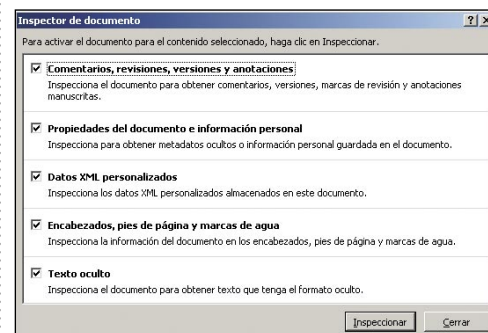 Inspector de documento
Para activar el documento para el contenido seleccionado, haga clic en Inspeccionar.
Comentarios, revisiones, versiones y anotaciones
Inspecciona el documento para obtener comentarios, versiones, marcas de revisión y anotaciones
manuscritas.
Propiedades del documento e información personal
Inspecciona para obtener metadatos ocultos o información personal guardada en el documento.
Datos XML personalizados
Inspecciona los datos XML personalizados almacenados en este documento.
Encabezados, pies de página y marcas de agua
Inspecciona la información del documento en los encabezados, pies de página y marcas de agua.
Texto oculto
Inspecciona el documento para obtener texto que tenga el formato oculto.
Inspeccionar Cerrar